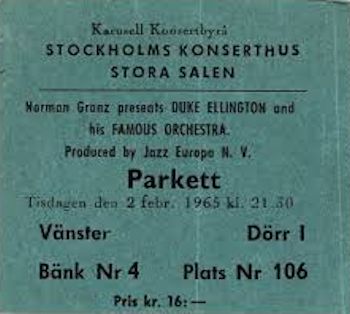 Karusell Konsertbyrå
STOCKHOLMS KONSERTHUS
STORA SALEN
Norman Granz presents DUKE ELLINGTON and
his FAMOUS ORCHESTRA.
Produced by Jazz Europa N. V.
Parkett
Tisdagen den 2 febr. 1965 kl. 21.30
Vänster Dörr I
Bänk Nr 4 Plats Nr 106
Pris kr. 16:—